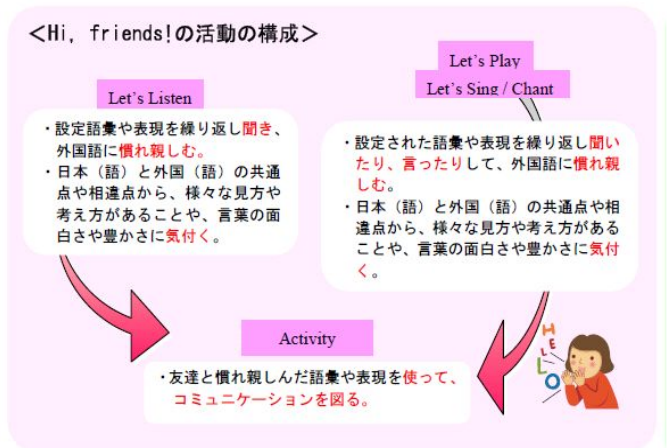 ＜Hi, friends!の活動の構成＞
Let's Listen
・設定語彙や表現を繰り返し聞き、
外国語に慣れ親しむ。
・日本（語）と外国（語）の共通
点や相違点から、様々な見方や
考え方があることや、言葉の面
白さや豊かさに気付く。
Let's Play
Let's Sing / Chant
・設定された語彙や表現を繰り返し聞い
たり、言ったりして、外国語に慣れ親
しむ。
・日本（語）と外国（語）の共通点や相
違点から、様々な見方や考え方がある
ことや、言葉の面白さや豊かさに気付
く。
Activity
・友達と慣れ親しんだ語彙や表現を使って、
コミュニケーションを図る。
HELLO